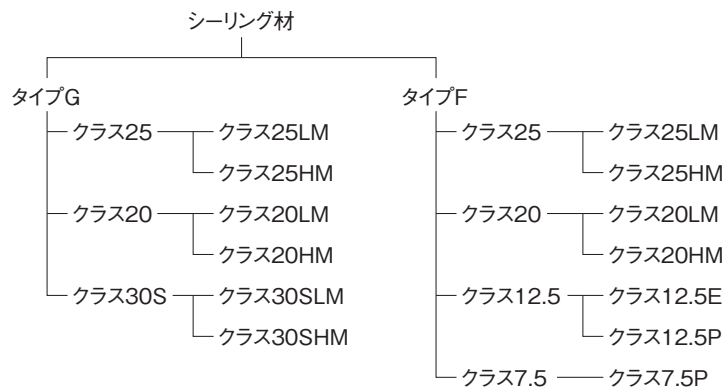 シーリング材
タイプG
タイプF
クラス25
クラス25LM
クラス25HM
クラス20
クラス20LM
クラス20HM
クラス30S
クラス30SLM
クラス30SHM
クラス25
クラス25LM
クラス25HM
クラス20
クラス20LM
クラス20HM
クラス12.5
クラス12.5E
クラス12.5P
クラス7.5
クラス7.5P